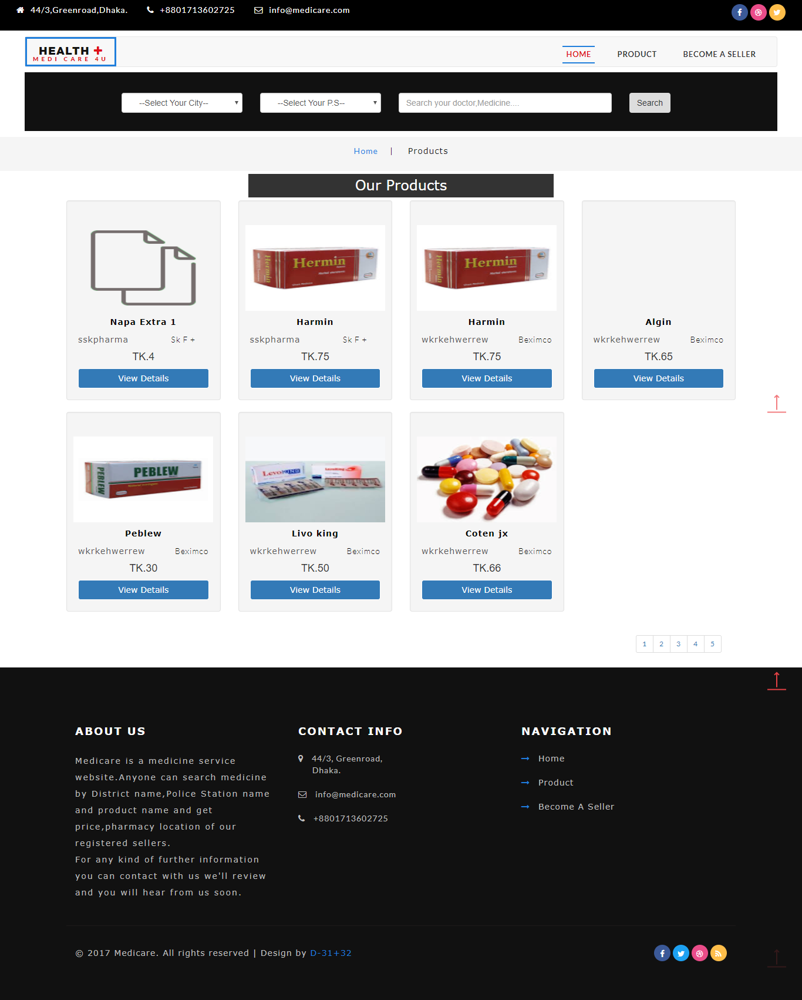 44/3,Greenroad,Dhaka. +8801713602725 info@medicare.com
HEALTH +
MEDI CARE 4U
HOME PRODUCT BECOME A SELLER
--Select Your City-- --Select Your P.S-- Search your doctor,Medicine.... Search
Home | Products
Our Products
Hermin
Hermin
Hermin
Hermin
Napa Extra 1 Harmin Harmin Algin
sskpharma Sk F + sskpharma Sk F + wkrkehwerrew Beximco wkrkehwerrew Beximco
TK.4 TK.75 TK.75 TK.65
View Details View Details View Details View Details
PEBLEW
PEBLEW
LevoKING
LevoKing
Peblew Livo king Coten jx
wkrkehwerrew Beximco wkrkehwerrew Beximco wkrkehwerrew Beximco
TK.30 TK.50 TK.66
View Details View Details View Details
1 2 3 4 5
ABOUT US
Medicare is a medicine service
website.Anyone can search medicine
by District name,Police Station name
and product name and get
price,pharmacy location of our
registered sellers.
For any kind of further information
you can contact with us we'll review
and you will hear from us soon.
CONTACT INFO
44/3, Greenroad,
Dhaka.
info@medicare.com
+8801713602725
NAVIGATION
Home
Product
Become A Seller
© 2017 Medicare. All rights reserved | Design by D-31+32